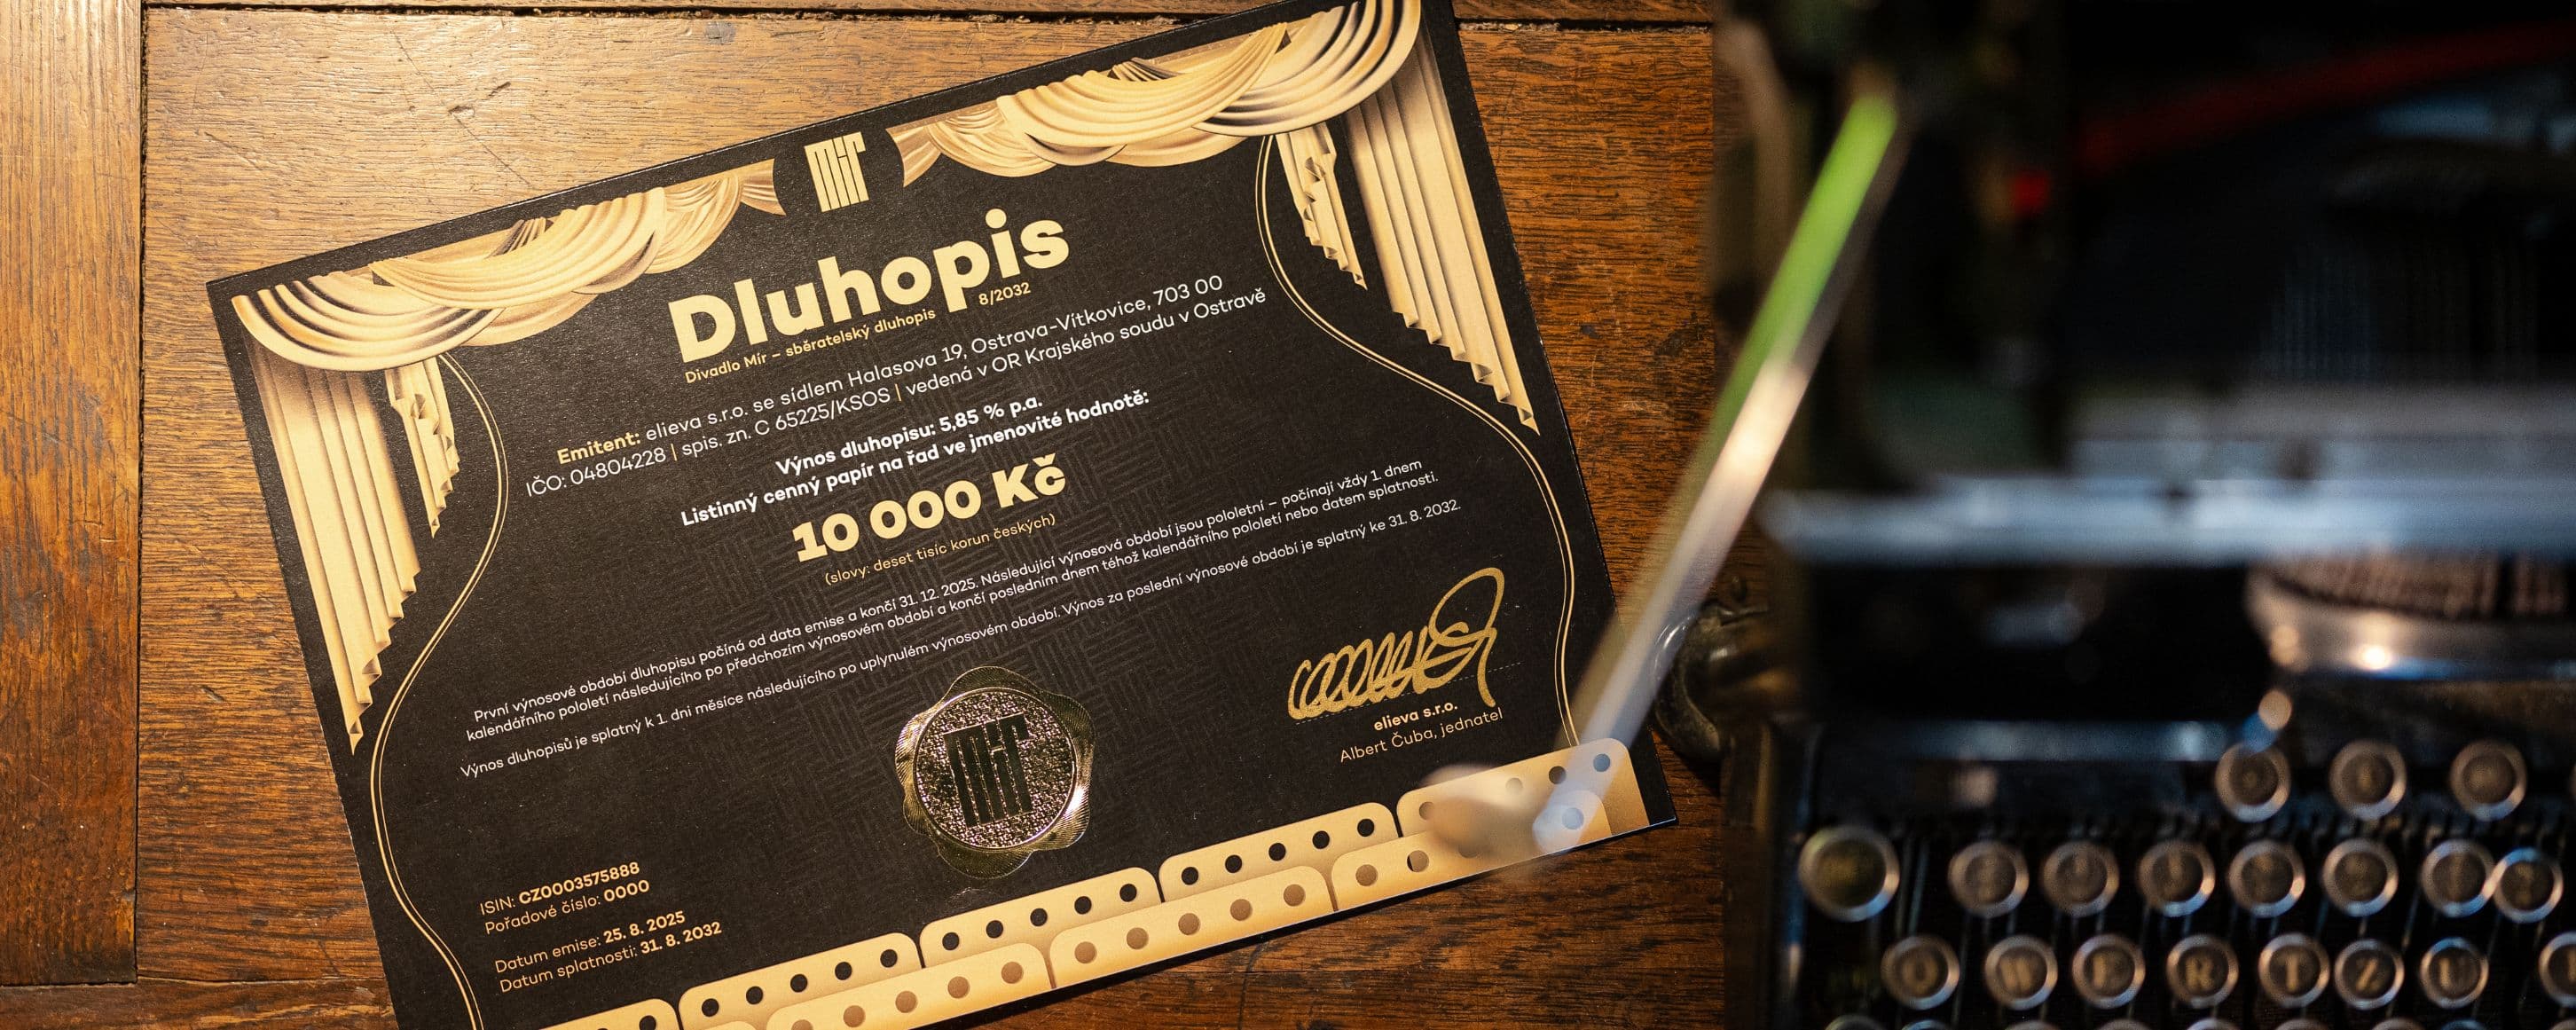 mír
Dluhopis
Divadlo Mír – sběratelský dluhopis 8/2032
Emitent: elieva s.r.o. se sídlem Halasova 19, Ostrava-Vítkovice, 703 00
IČO: 04804228 | spis. zn. C 65225/KSOS | vedená v OR Krajského soudu v Ostravě
Výnos dluhopisu: 5,85 % p.a.
Listinný cenný papír na řad ve jmenovité hodnotě:
10 000 Kč
(slovy: deset tisíc korun českých)
První výnosové období dluhopisu počíná od data emise a končí 31. 12. 2025. Následující výnosová období jsou pololetní – počínají vždy 1. dnem
kalendářního pololetí následujícího po předchozím výnosovém období a končí posledním dnem téhož kalendářního pololetí nebo datem splatnosti.
Výnos dluhopisů je splatný k 1. dni měsíce následujícího po uplynulém výnosovém období. Výnos za poslední výnosové období je splatný ke 31. 8. 2032.
mír
elieva s.r.o.
Albert Čuba, jednatel
ISIN: CZ0003575888
Pořadové číslo: 0000
Datum emise: 25. 8. 2025
Datum splatnosti: 31. 8. 2032
Q W E R T Z U